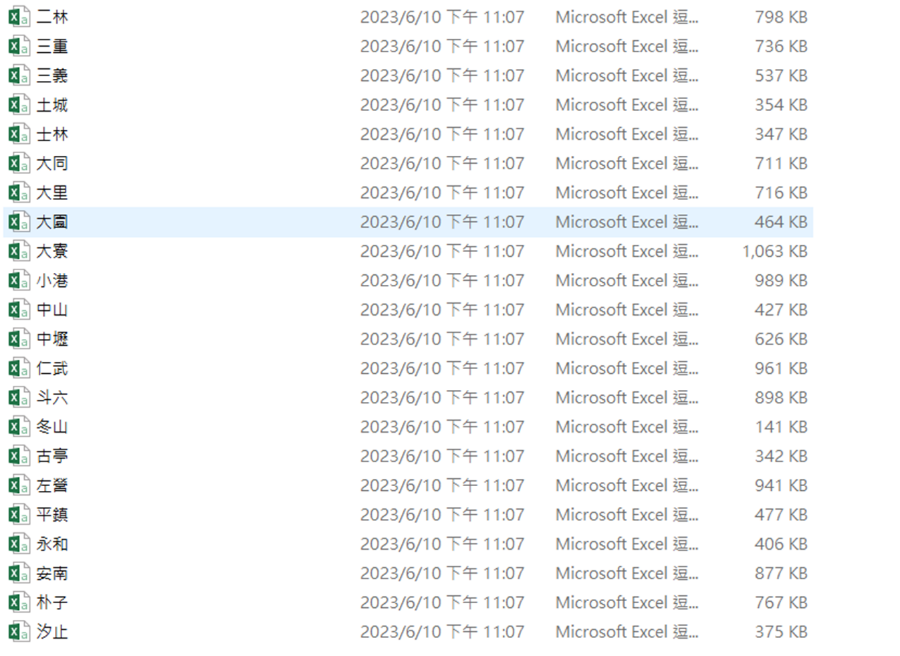 二林 2023/6/10 下午 11:07 Microsoft Excel 逗... 798 KB
三重 2023/6/10 下午 11:07 Microsoft Excel 逗... 736 KB
三義 2023/6/10 下午 11:07 Microsoft Excel 逗... 537 KB
土城 2023/6/10 下午 11:07 Microsoft Excel 逗... 354 KB
士林 2023/6/10 下午 11:07 Microsoft Excel 逗... 347 KB
大同 2023/6/10 下午 11:07 Microsoft Excel 逗... 711 KB
大里 2023/6/10 下午 11:07 Microsoft Excel 逗... 716 KB
大園 2023/6/10 下午 11:07 Microsoft Excel 逗... 464 KB
大寮 2023/6/10 下午 11:07 Microsoft Excel 逗... 1,063 KB
小港 2023/6/10 下午 11:07 Microsoft Excel 逗... 989 KB
中山 2023/6/10 下午 11:07 Microsoft Excel 逗... 427 KB
中壢 2023/6/10 下午 11:07 Microsoft Excel 逗... 626 KB
仁武 2023/6/10 下午 11:07 Microsoft Excel 逗... 961 KB
斗六 2023/6/10 下午 11:07 Microsoft Excel 逗... 898 KB
冬山 2023/6/10 下午 11:07 Microsoft Excel 逗... 141 KB
古亭 2023/6/10 下午 11:07 Microsoft Excel 逗... 342 KB
左營 2023/6/10 下午 11:07 Microsoft Excel 逗... 941 KB
平鎮 2023/6/10 下午 11:07 Microsoft Excel 逗... 477 KB
永和 2023/6/10 下午 11:07 Microsoft Excel 逗... 406 KB
安南 2023/6/10 下午 11:07 Microsoft Excel 逗... 877 KB
朴子 2023/6/10 下午 11:07 Microsoft Excel 逗... 767 KB
汐止 2023/6/10 下午 11:07 Microsoft Excel 逗... 375 KB